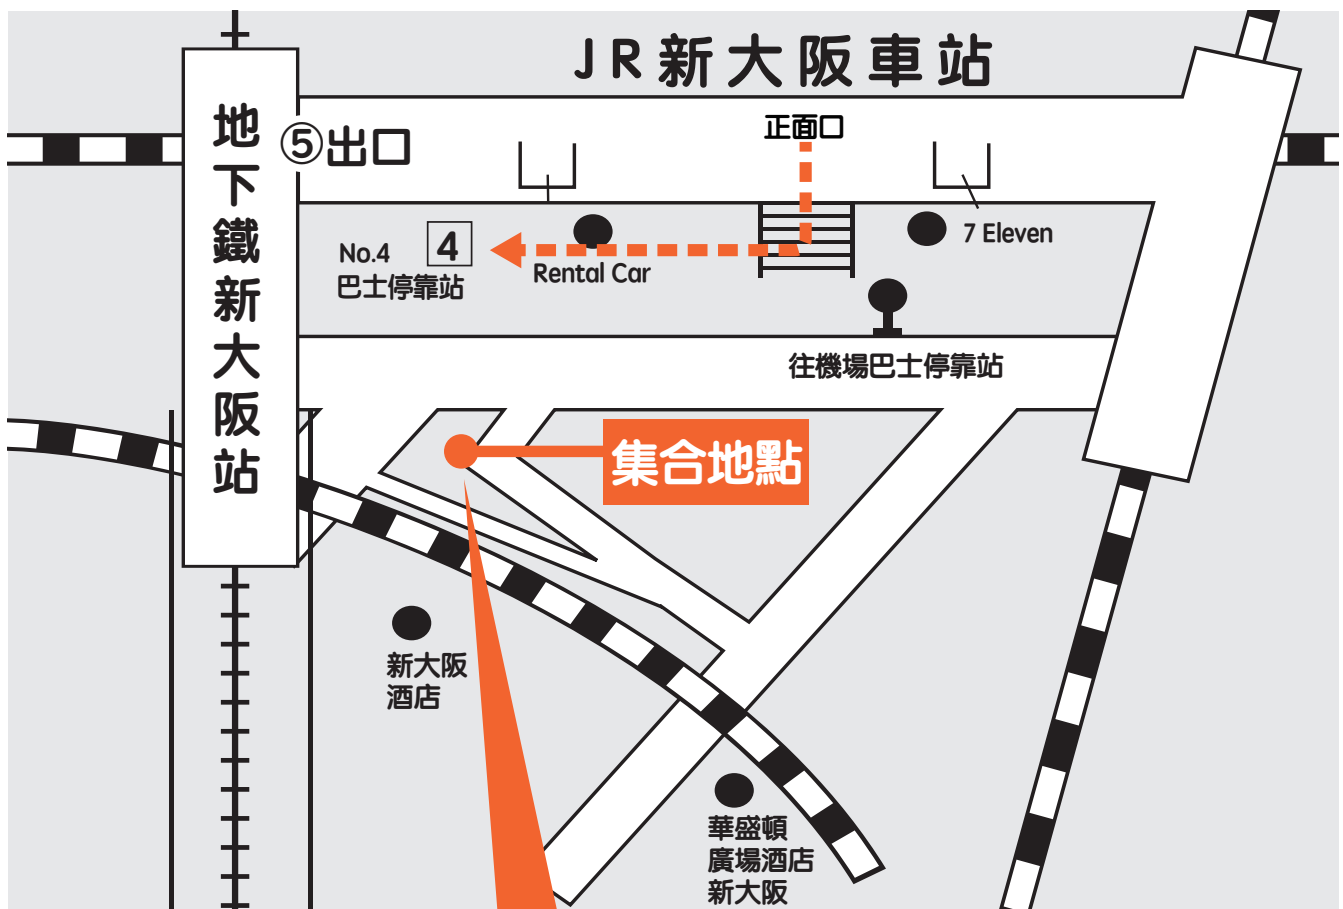 JR新大阪車站
地下鐵新大阪站
⑤出口
正面口
No.4
巴士停靠站
4
Rental Car
7 Eleven
往機場巴士停靠站
集合地點
新大阪
酒店
華盛頓
廣場酒店
新大阪